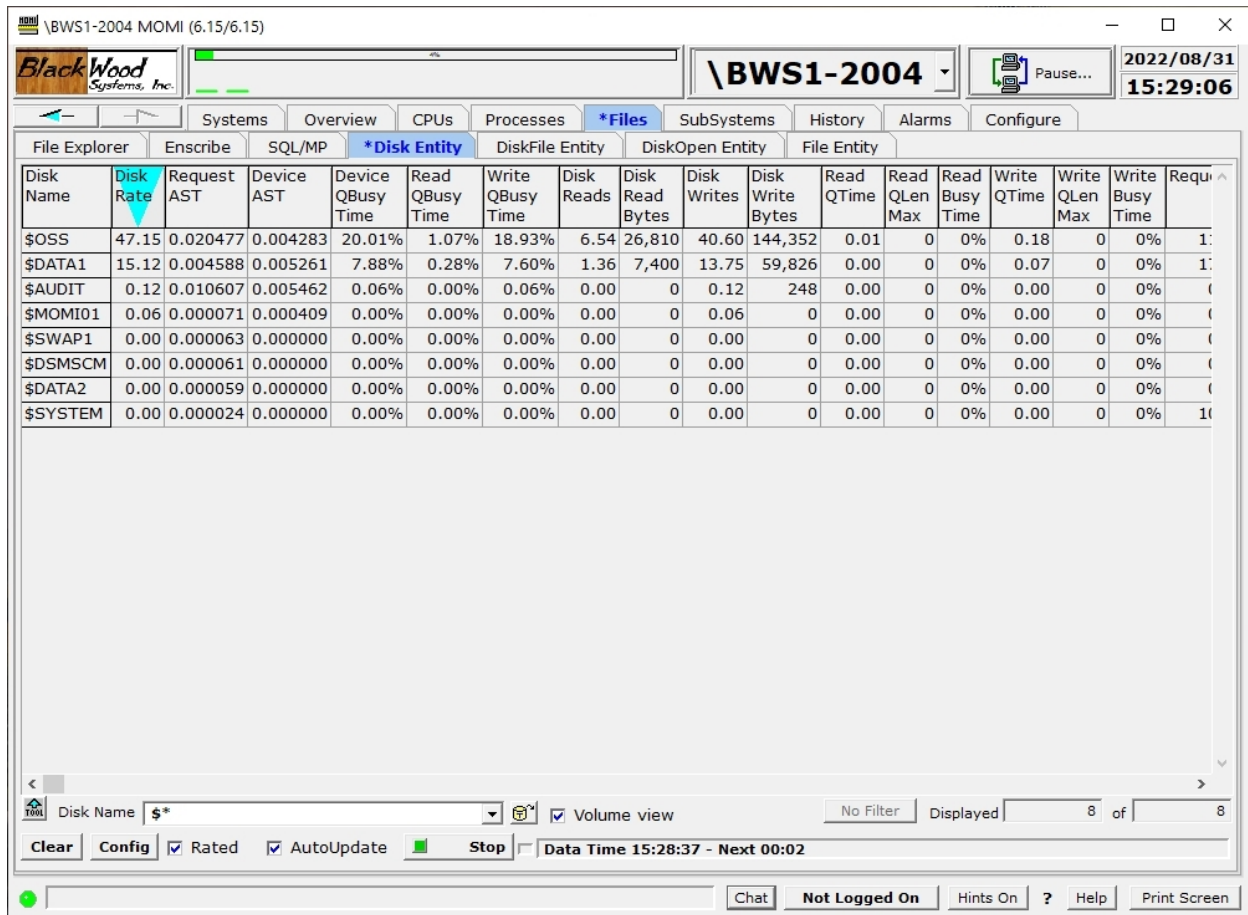 \BWS1-2004 MOMI (6.15/6.15)
BlackWood Systems, Inc.
\BWS1-2004
Pause...
2022/08/31
15:29:06
Systems Overview CPUs Processes *Files SubSystems History Alarms Configure
File Explorer Enscribe SQL/MP *Disk Entity DiskFile Entity DiskOpen Entity File Entity
Disk Disk Request Device Device Read Write Disk Disk Disk Disk Read Read Read Write Write Write
Name Rate AST AST QBusy QBusy QBusy Reads Read Writes Write QTime QLen Busy QTime QLen Busy
Time Time Time Bytes Bytes Max Time Max Time
$OSS 47.15 0.020477 0.004283 20.01% 1.07% 18.93% 6.54 26,810 40.60 144,352 0.01 0 0% 0.18 0 0%
$DATA1 15.12 0.004588 0.005261 7.88% 0.28% 7.60% 1.36 7,400 13.75 59,826 0.00 0 0% 0.07 0 0%
$AUDIT 0.12 0.010607 0.005462 0.06% 0.00% 0.06% 0.00 0 0.12 248 0.00 0 0% 0.00 0 0%
$MOMI01 0.06 0.000071 0.000409 0.00% 0.00% 0.00% 0.00 0 0.06 0 0.00 0 0% 0.00 0 0%
$SWAP1 0.00 0.000063 0.000000 0.00% 0.00% 0.00% 0.00 0 0.00 0 0.00 0 0% 0.00 0 0%
$DSMSCM 0.00 0.000061 0.000000 0.00% 0.00% 0.00% 0.00 0 0.00 0 0.00 0 0% 0.00 0 0%
$DATA2 0.00 0.000059 0.000000 0.00% 0.00% 0.00% 0.00 0 0.00 0 0.00 0 0% 0.00 0 0%
$SYSTEM 0.00 0.000024 0.000000 0.00% 0.00% 0.00% 0.00 0 0.00 0 0.00 0 0% 0.00 0 0%
TOOL Disk Name $* Volume view No Filter Displayed 8 of 8
Clear Config Rated AutoUpdate Stop Data Time 15:28:37 - Next 00:02
Chat Not Logged On Hints On ? Help Print Screen